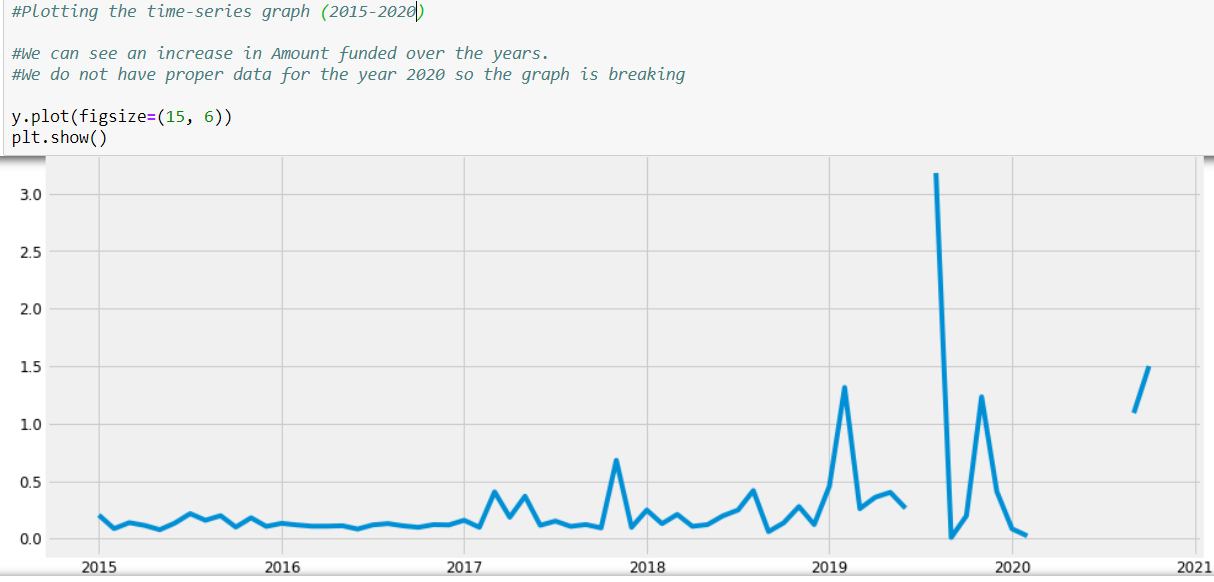 #Plotting the time-series graph (2015-2020)
#We can see an increase in Amount funded over the years.
#We do not have proper data for the year 2020 so the graph is breaking
y.plot(figsize=(15, 6))
plt.show()
3.0
2.5
2.0
1.5
1.0
0.5
0.0
2015 2016 2017 2018 2019 2020 2021